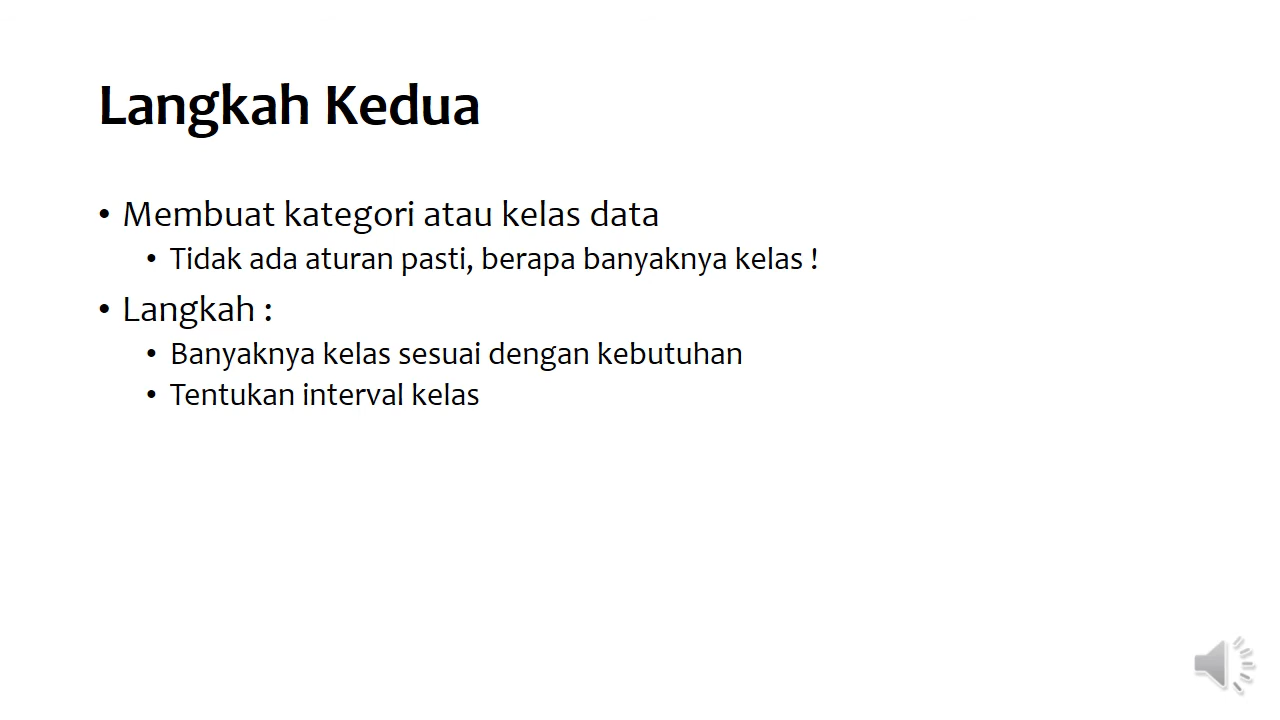 Langkah Kedua
• Membuat kategori atau kelas data
• Tidak ada aturan pasti, berapa banyaknya kelas !
• Langkah :
• Banyaknya kelas sesuai dengan kebutuhan
• Tentukan interval kelas